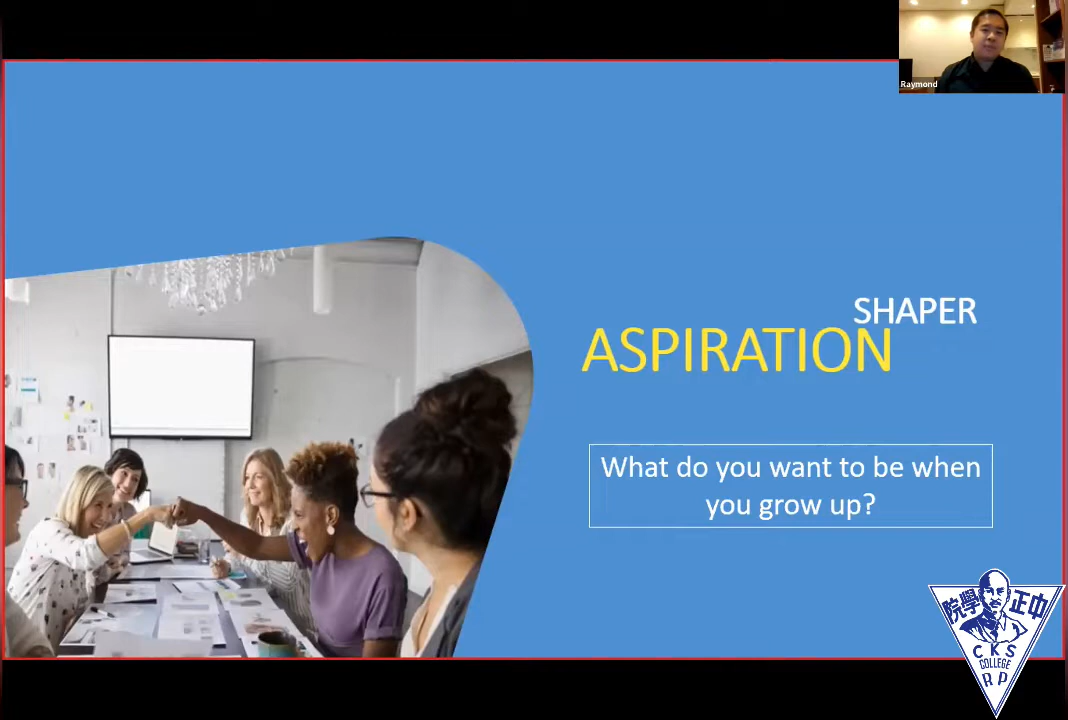 Raymond
SHAPER
ASPIRATION
What do you want to be when
you grow up?
院學 正中
CKS
COLLEGE
RP